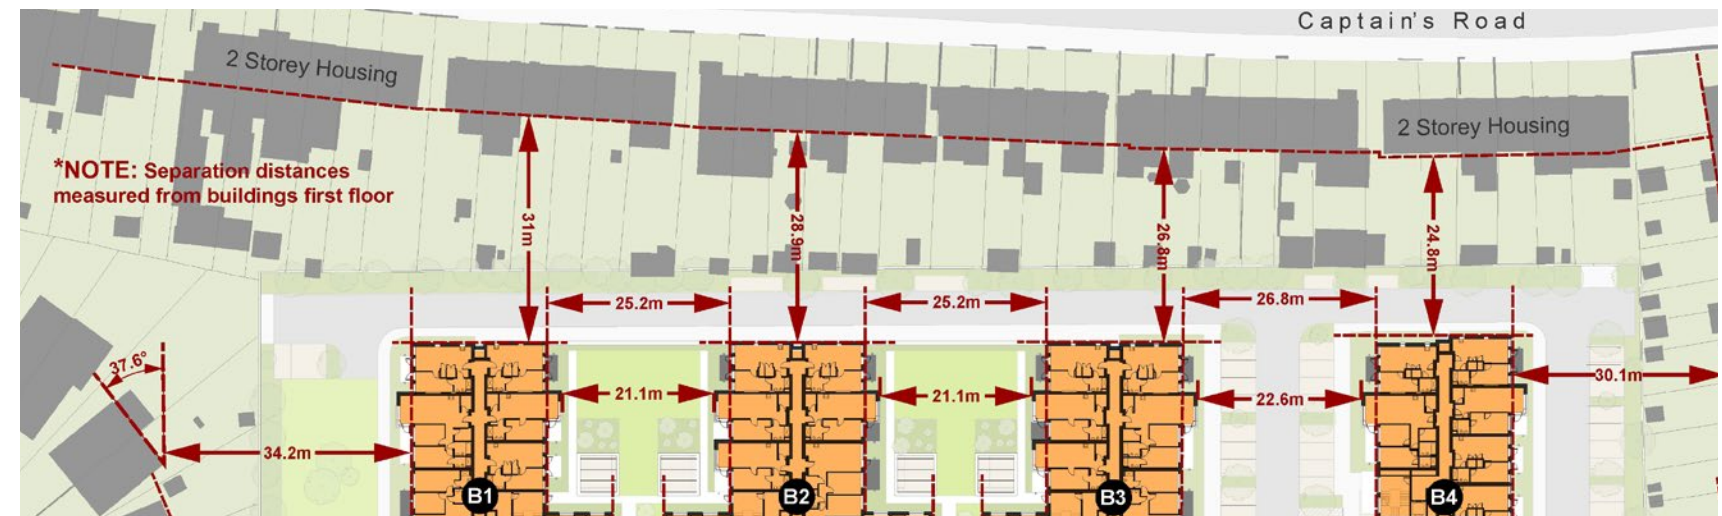 Captain's Road
2 Storey Housing
2 Storey Housing
*NOTE: Separation distances
measured from buildings first floor
31m
28.9m
26.8m
24.8m
25.2m
25.2m
26.8m
37.6°
30.1m
21.1m
21.1m
22.6m
34.2m
B1
B2
B3
B4